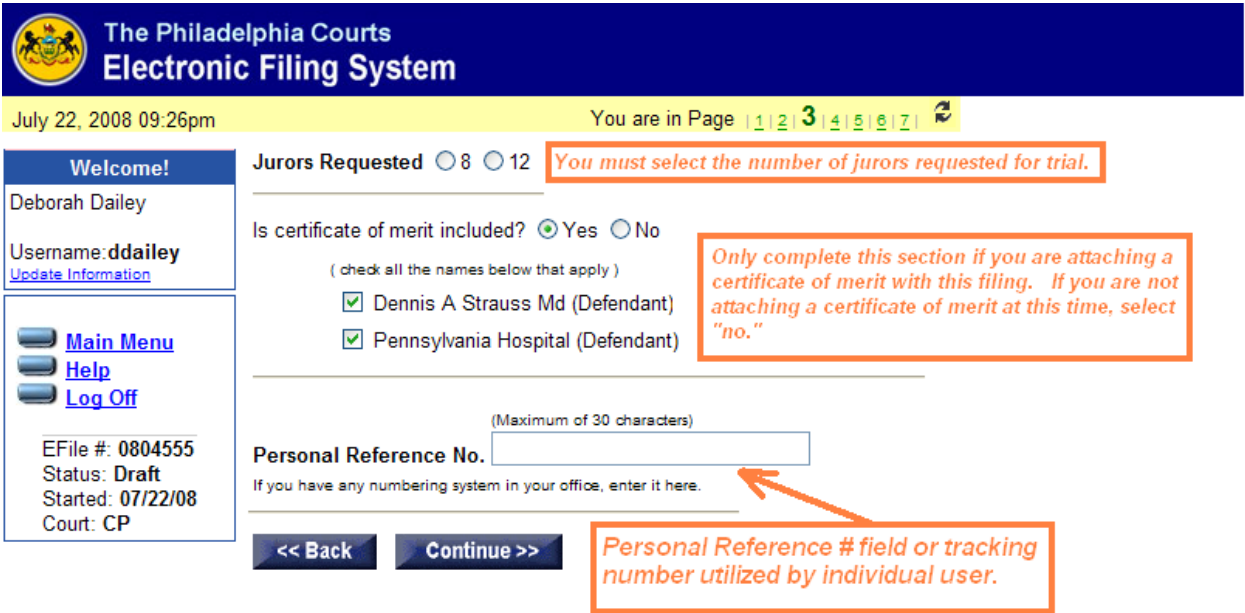 The Philadelphia Courts
Electronic Filing System
July 22, 2008 09:26pm
You are in Page | 1 | 2 | 3 | 4 | 5 | 6 | 7 |
Welcome!
Deborah Dailey
Username:ddailey
Update Information
Main Menu
Help
Log Off
EFile #: 0804555
Status: Draft
Started: 07/22/08
Court: CP
Jurors Requested 8 12
You must select the number of jurors requested for trial.
Is certificate of merit included? Yes No
( check all the names below that apply )
Dennis A Strauss Md (Defendant)
Pennsylvania Hospital (Defendant)
Only complete this section if you are attaching a
certificate of merit with this filing. If you are not
attaching a certificate of merit at this time, select
"no."
(Maximum of 30 characters)
Personal Reference No.
If you have any numbering system in your office, enter it here.
<< Back
Continue >>
Personal Reference # field or tracking
number utilized by individual user.